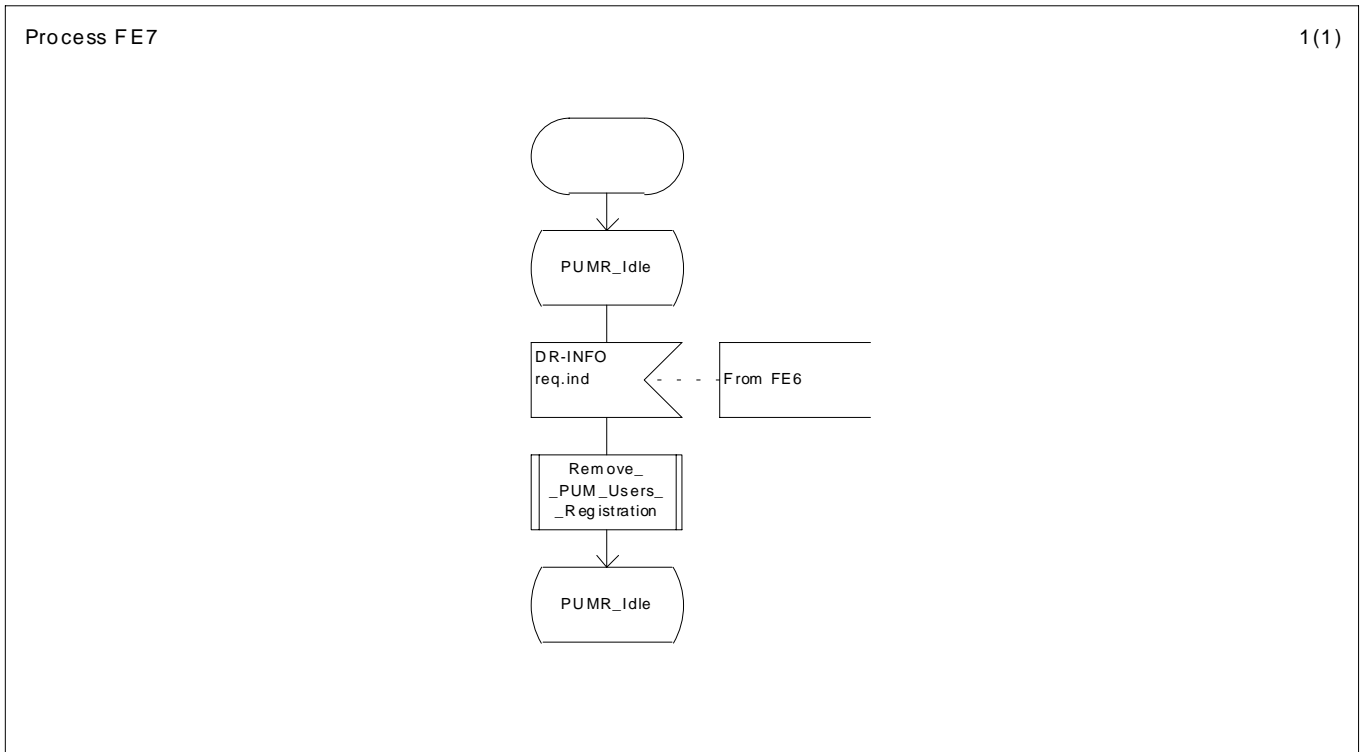 Process FE7
1(1)
PUMR_Idle
DR-INFO
req.ind
From FE6
Remove_
_PUM_Users_
_Registration
PUMR_Idle